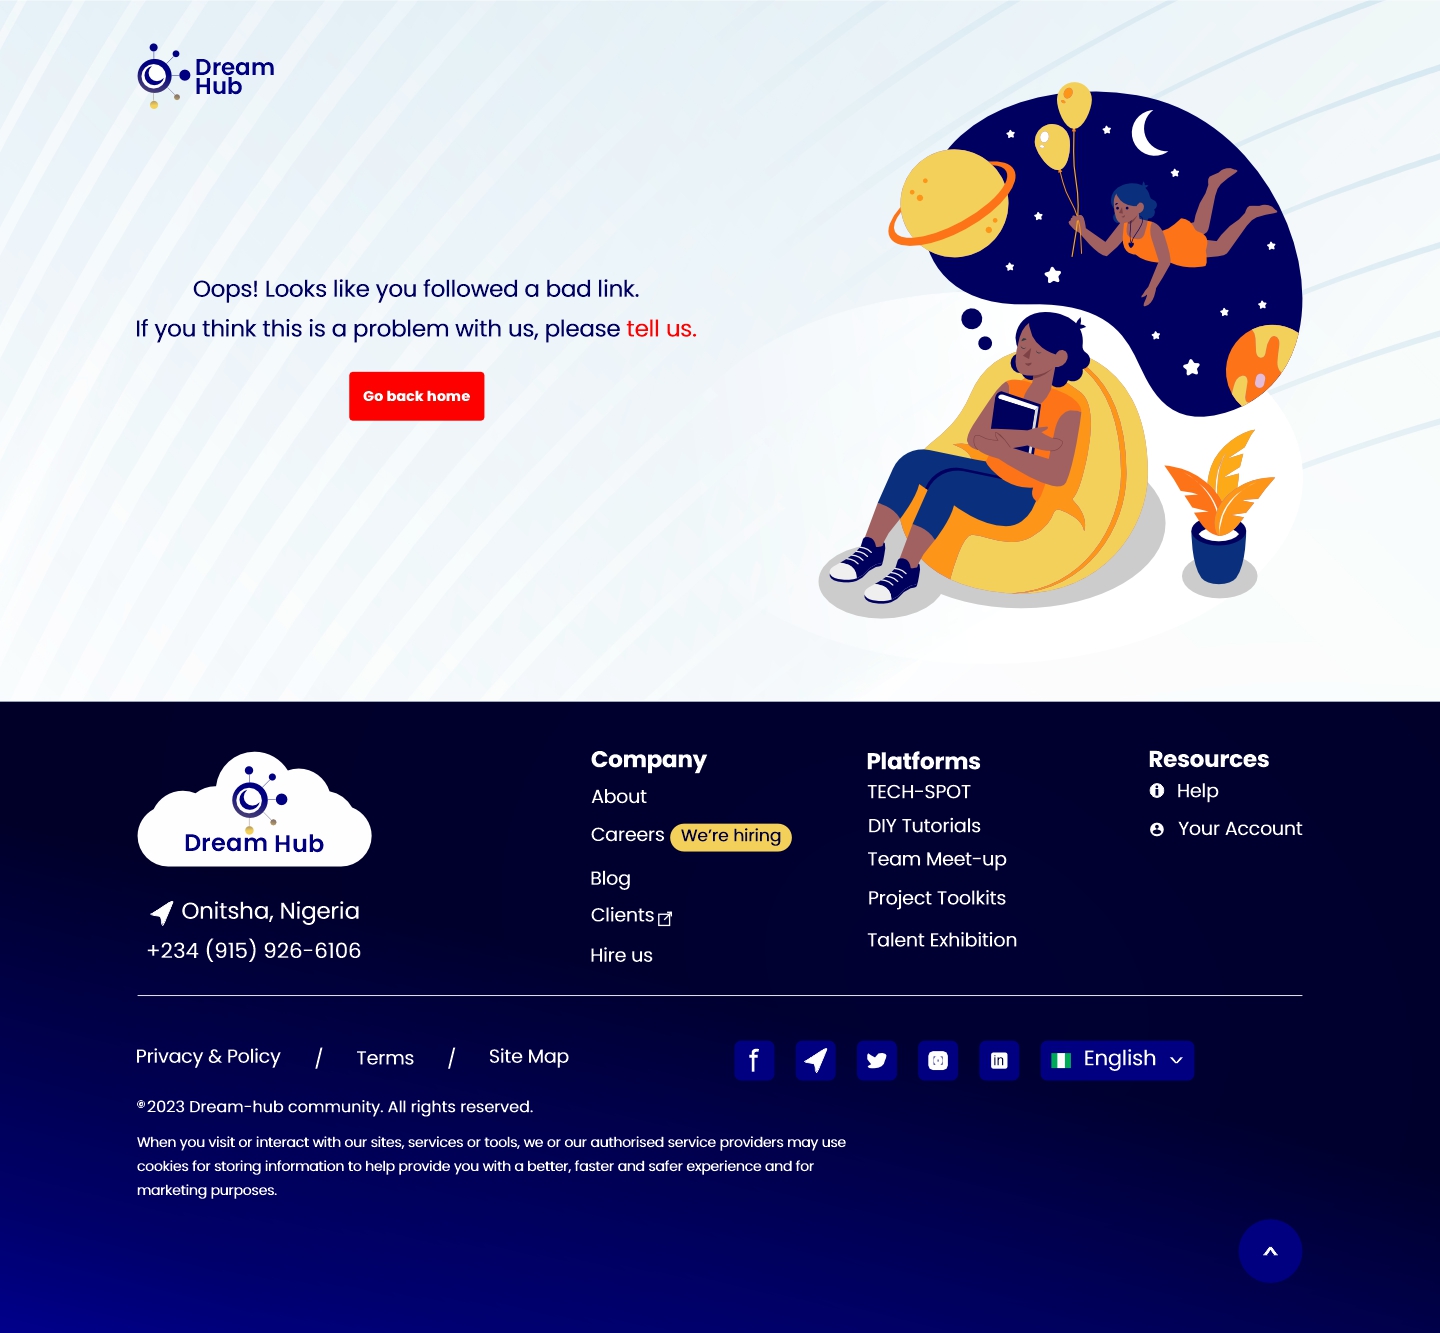 Dream
Hub
Oops! Looks like you followed a bad link.
If you think this is a problem with us, please tell us.
Go back home
Dream Hub
Onitsha, Nigeria
+234 (915) 926-6106
Company
About
Careers We're hiring
Blog
Clients
Hire us
Platforms
TECH-SPOT
DIY Tutorials
Team Meet-up
Project Toolkits
Talent Exhibition
Resources
Help
Your Account
Privacy & Policy / Terms / Site Map
f
in
English
©2023 Dream-hub community. All rights reserved.
When you visit or interact with our sites, services or tools, we or our authorised service providers may use
cookies for storing information to help provide you with a better, faster and safer experience and for
marketing purposes.